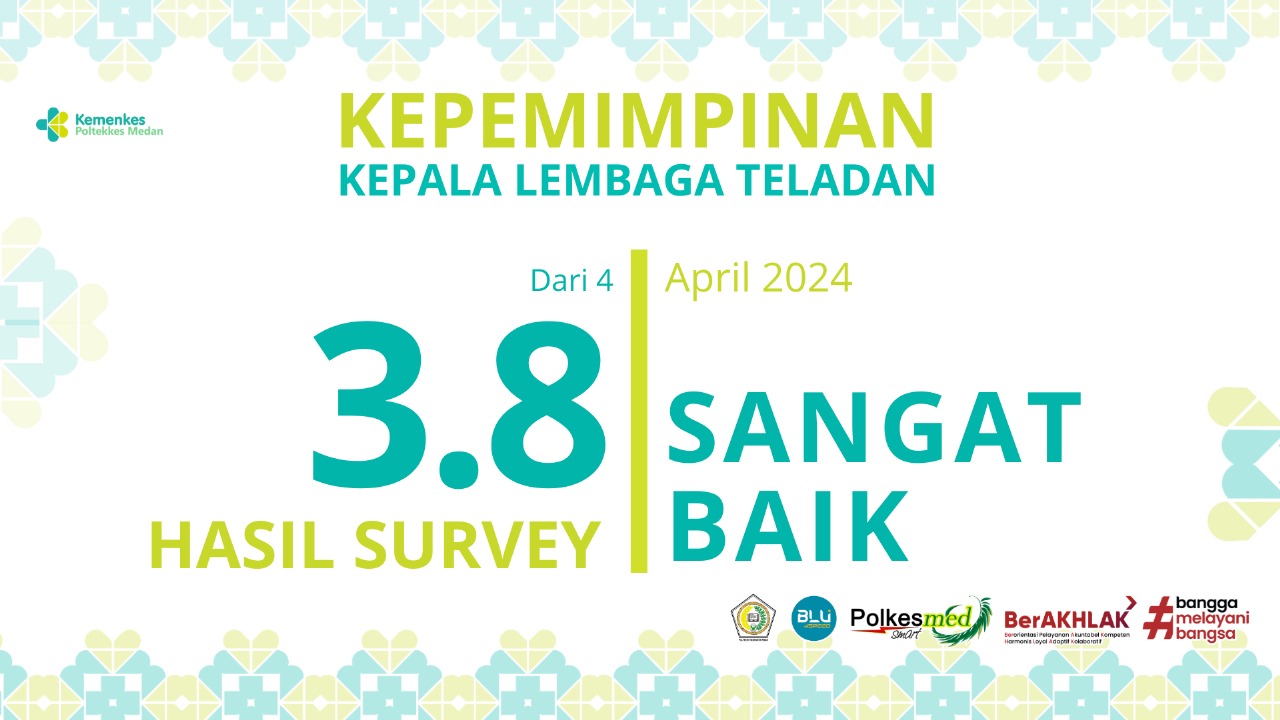 Kemenkes
Poltekkes Medan
KEPEMIMPINAN
KEPALA LEMBAGA TELADAN
Dari 4
3.8
HASIL SURVEY
April 2024
SANGAT
BAIK
BLU
SPEED
Polkesmed
smart
BerAKHLAK
Berorientasi Pelayanan Akuntabel Kompeten
Harmonis Loyal Adaptif Kolaboratif
#bangga
melayani
bangsa